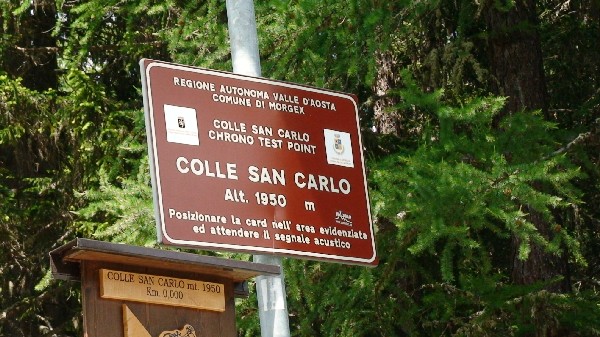 REGIONE AUTONOMA VALLE D'AOSTA
COMUNE DI MORGEX
COLLE SAN CARLO
CHRONO TEST POINT
COLLE SAN CARLO
Alt. 1950 m
Posizionare la card nell' area evidenziata
ed attendere il segnale acustico
COLLE SAN CARLO mt. 1950
Km. 0,000